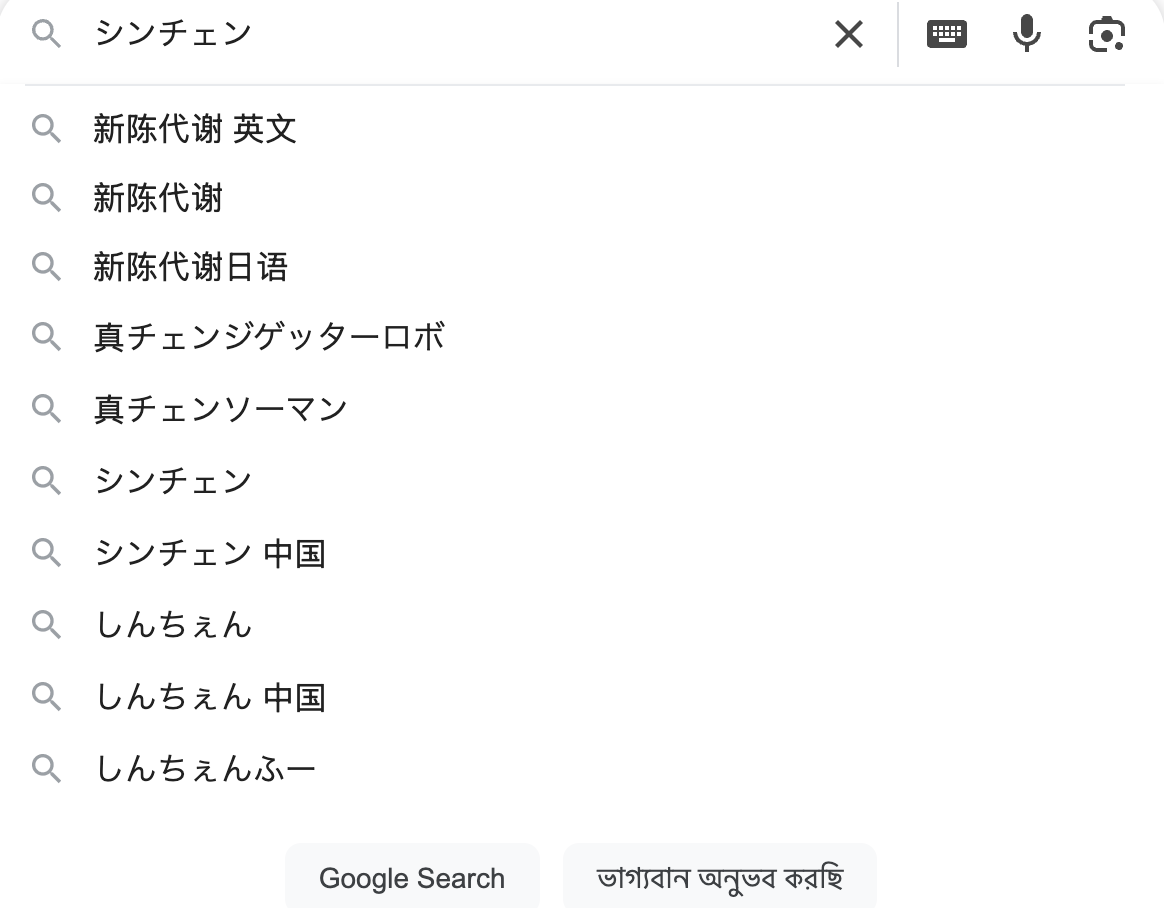 シンチェン
新陈代谢 英文
新陈代谢
新陈代谢日语
真チェンジゲッターロボ
真チェンソーマン
シンチェン
シンチェン 中国
しんちぇん
しんちぇん 中国
しんちぇんふー
Google Search
ভাগ্যবান অনুভব করছি